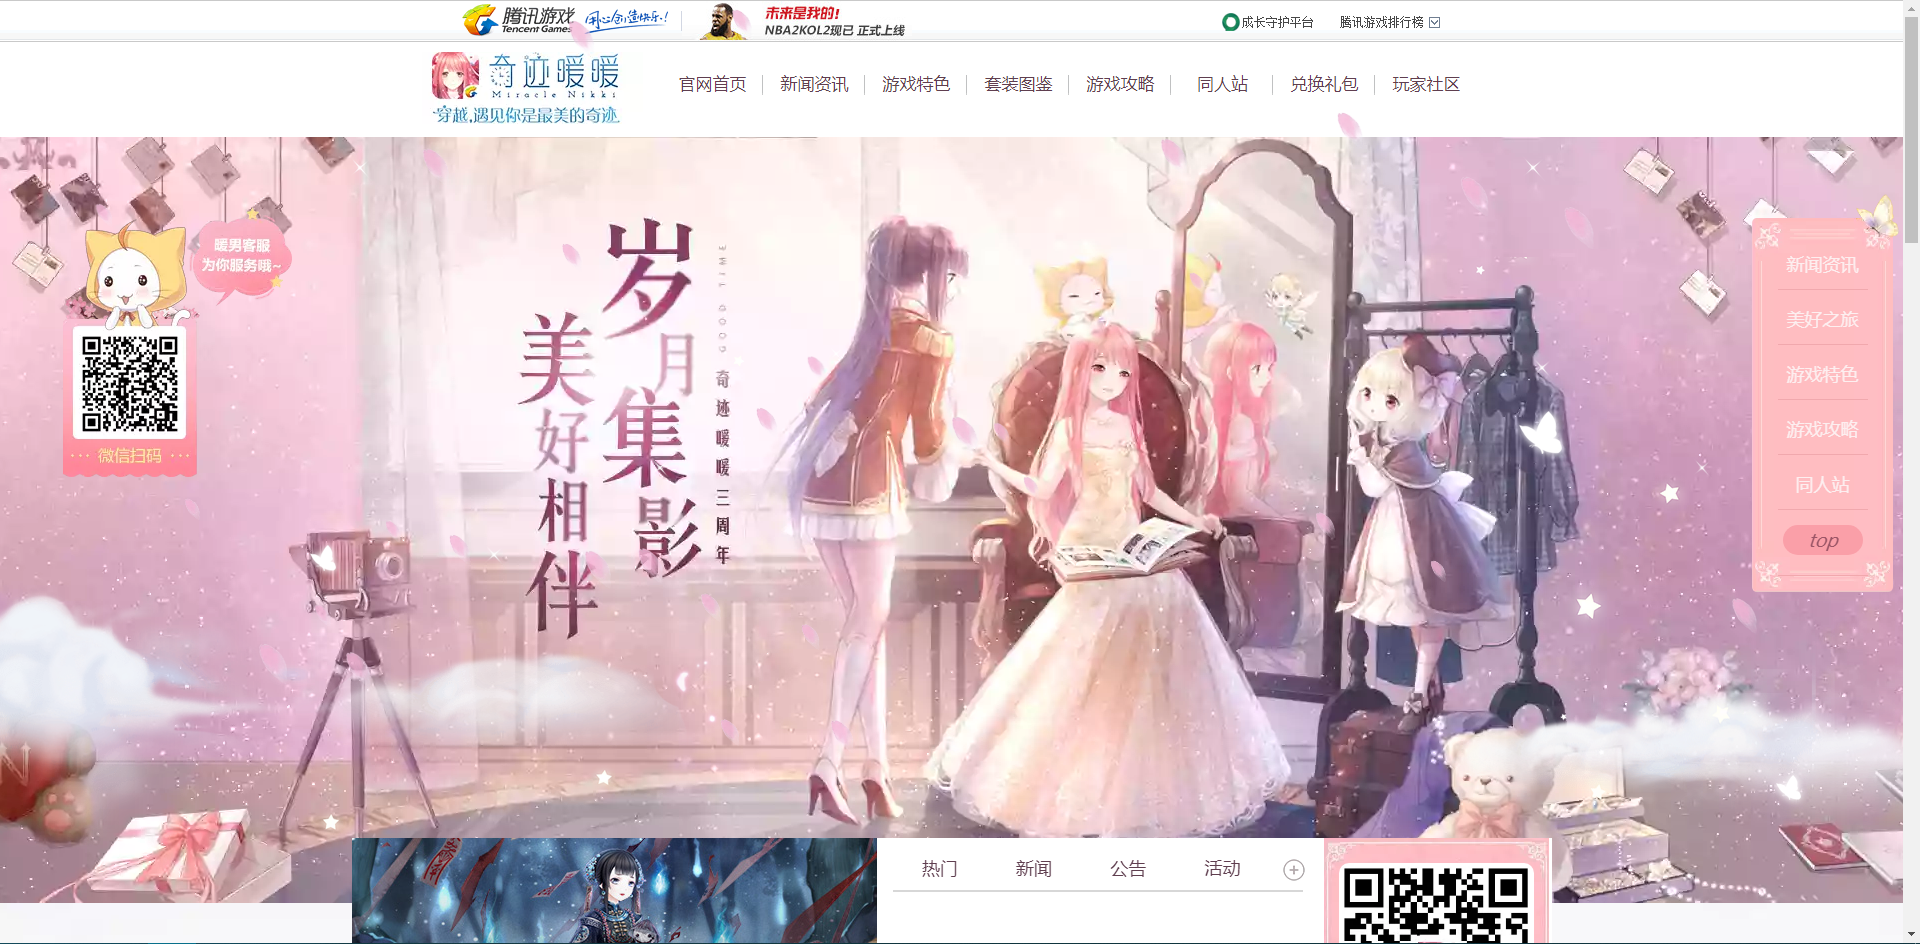 腾讯游戏
Tencent Games
用心创造快乐!
未来是我的!
NBA2KOL2现已 正式上线
成长守护平台
腾讯游戏排行榜
奇迹暖暖
Miracle Nikki
穿越,遇见你是最美的奇迹
官网首页
新闻资讯
游戏特色
套装图鉴
游戏攻略
同人站
兑换礼包
玩家社区
暖男客服
为你服务哦~
微信扫码
岁月集影
美好相伴
奇迹暖暖三周年
新闻资讯
美好之旅
游戏特色
游戏攻略
同人站
top
热门
新闻
公告
活动